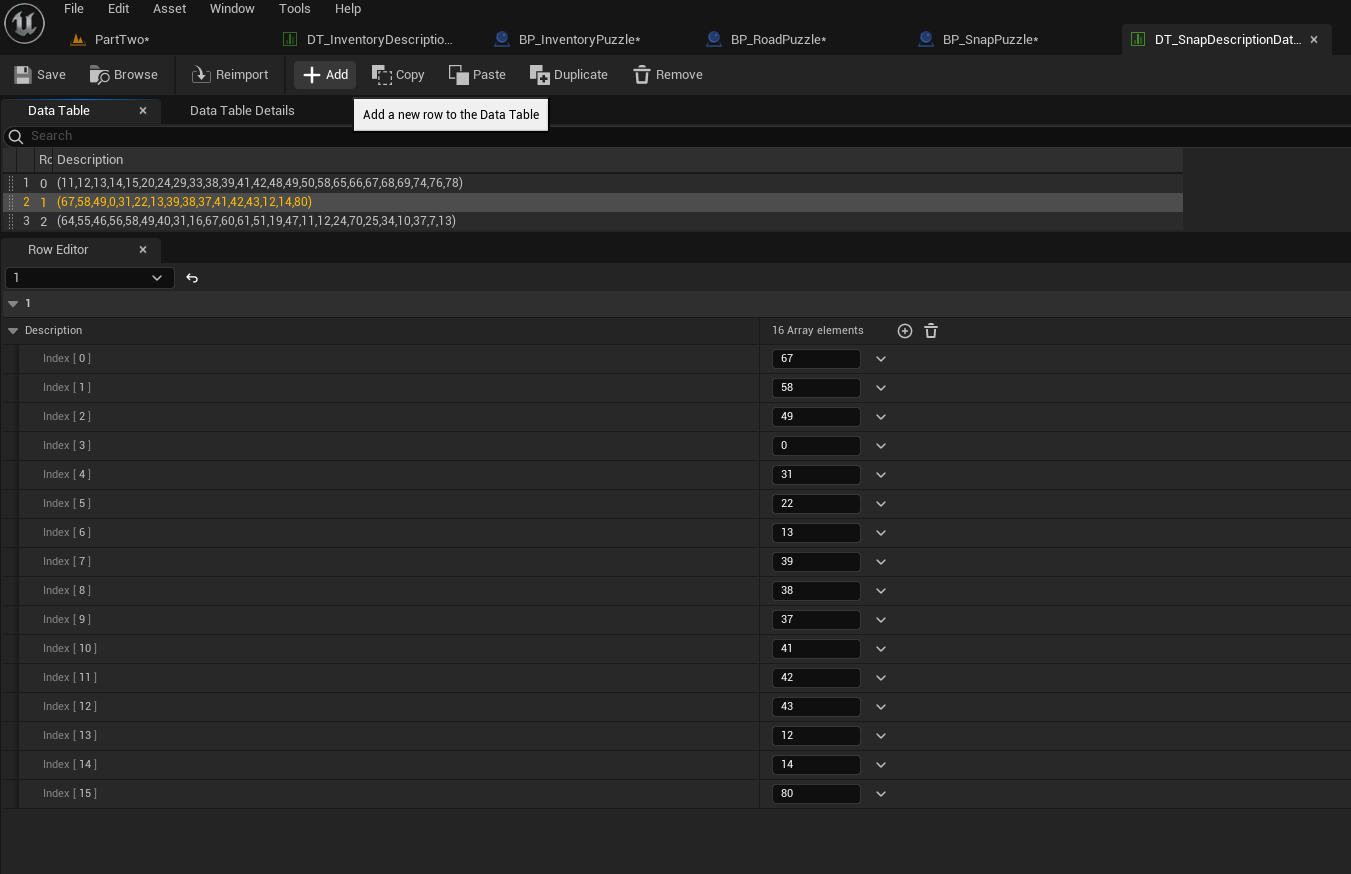 File Edit Asset Window Tools Help
PartTwo* DT_InventoryDescriptio... BP_InventoryPuzzle* BP_RoadPuzzle* BP_SnapPuzzle* DT_SnapDescriptionDat...
Save Browse Reimport Add Copy Paste Duplicate Remove
Data Table Data Table Details
Add a new row to the Data Table
Search
Ro Description
1 0 (11,12,13,14,15,20,24,29,33,38,39,41,42,48,49,50,58,65,66,67,68,69,74,76,78)
2 1 (67,58,49,0,31,22,13,39,38,37,41,42,43,12,14,80)
3 2 (64,55,46,56,58,49,40,31,16,67,60,61,51,19,47,11,12,24,70,25,34,10,37,7,13)
Row Editor
1
1
Description 16 Array elements
Index [ 0 ] 67
Index [ 1 ] 58
Index [ 2 ] 49
Index [ 3 ] 0
Index [ 4 ] 31
Index [ 5 ] 22
Index [ 6 ] 13
Index [ 7 ] 39
Index [ 8 ] 38
Index [ 9 ] 37
Index [ 10 ] 41
Index [ 11 ] 42
Index [ 12 ] 43
Index [ 13 ] 12
Index [ 14 ] 14
Index [ 15 ] 80